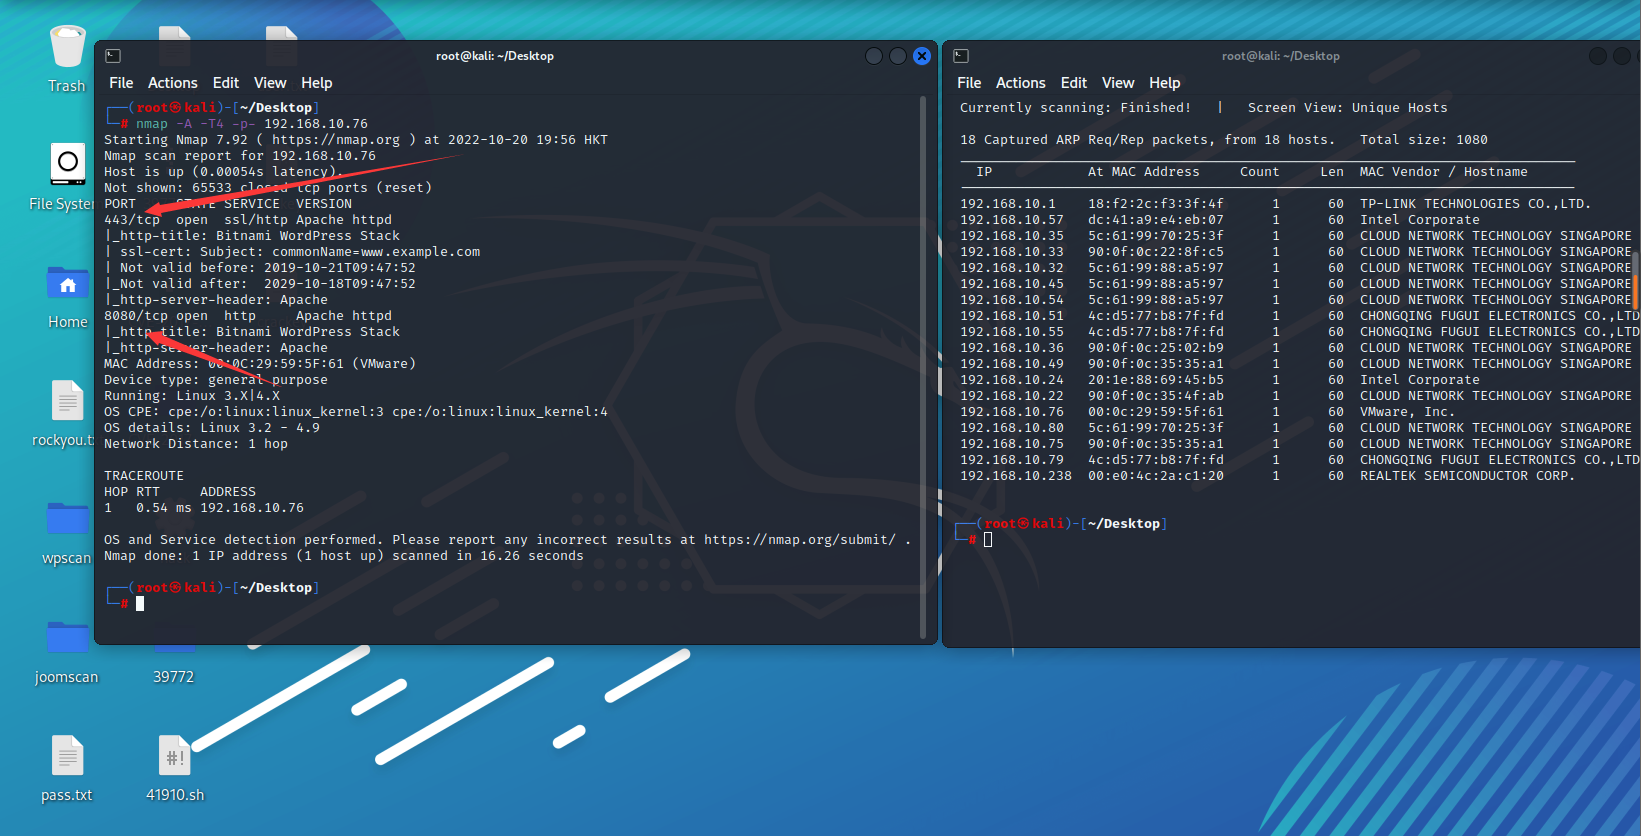 Trash
File System
Home
rockyou.t
wpscan
joomscan
39772
pass.txt
#!
41910.sh
root@kali: ~/Desktop
File Actions Edit View Help
┌──(root㉿kali)-[~/Desktop]
└─# nmap -A -T4 -p- 192.168.10.76
Starting Nmap 7.92 ( https://nmap.org ) at 2022-10-20 19:56 HKT
Nmap scan report for 192.168.10.76
Host is up (0.00054s latency).
Not shown: 65533 closed tcp ports (reset)
PORT     STATE SERVICE  VERSION
443/tcp  open  ssl/http Apache httpd
|_http-title: Bitnami WordPress Stack
| ssl-cert: Subject: commonName=www.example.com
| Not valid before: 2019-10-21T09:47:52
|_Not valid after:  2029-10-18T09:47:52
|_http-server-header: Apache
8080/tcp open  http     Apache httpd
|_http-title: Bitnami WordPress Stack
|_http-server-header: Apache
MAC Address: 00:0C:29:59:5F:61 (VMware)
Device type: general purpose
Running: Linux 3.X|4.X
OS CPE: cpe:/o:linux:linux_kernel:3 cpe:/o:linux:linux_kernel:4
OS details: Linux 3.2 - 4.9
Network Distance: 1 hop
TRACEROUTE
HOP RTT     ADDRESS
1   0.54 ms 192.168.10.76
OS and Service detection performed. Please report any incorrect results at https://nmap.org/submit/ .
Nmap done: 1 IP address (1 host up) scanned in 16.26 seconds
┌──(root㉿kali)-[~/Desktop]
└─#
root@kali: ~/Desktop
File Actions Edit View Help
Currently scanning: Finished!   |   Screen View: Unique Hosts
18 Captured ARP Req/Rep packets, from 18 hosts.   Total size: 1080
IP            At MAC Address     Count     Len  MAC Vendor / Hostname
192.168.10.1    18:f2:2c:f3:3f:4f      1      60  TP-LINK TECHNOLOGIES CO.,LTD.
192.168.10.57   dc:41:a9:e4:eb:07      1      60  Intel Corporate
192.168.10.35   5c:61:99:70:25:3f      1      60  CLOUD NETWORK TECHNOLOGY SINGAPORE
192.168.10.33   90:0f:0c:22:8f:c5      1      60  CLOUD NETWORK TECHNOLOGY SINGAPORE
192.168.10.32   5c:61:99:88:a5:97      1      60  CLOUD NETWORK TECHNOLOGY SINGAPORE
192.168.10.45   5c:61:99:88:a5:97      1      60  CLOUD NETWORK TECHNOLOGY SINGAPORE
192.168.10.54   5c:61:99:88:a5:97      1      60  CLOUD NETWORK TECHNOLOGY SINGAPORE
192.168.10.51   4c:d5:77:b8:7f:fd      1      60  CHONGQING FUGUI ELECTRONICS CO.,LTD
192.168.10.55   4c:d5:77:b8:7f:fd      1      60  CHONGQING FUGUI ELECTRONICS CO.,LTD
192.168.10.36   90:0f:0c:25:02:b9      1      60  CLOUD NETWORK TECHNOLOGY SINGAPORE
192.168.10.49   90:0f:0c:35:35:a1      1      60  CLOUD NETWORK TECHNOLOGY SINGAPORE
192.168.10.24   20:1e:88:69:45:b5      1      60  Intel Corporate
192.168.10.22   90:0f:0c:35:4f:ab      1      60  CLOUD NETWORK TECHNOLOGY SINGAPORE
192.168.10.76   00:0c:29:59:5f:61      1      60  VMware, Inc.
192.168.10.80   5c:61:99:70:25:3f      1      60  CLOUD NETWORK TECHNOLOGY SINGAPORE
192.168.10.75   90:0f:0c:35:35:a1      1      60  CLOUD NETWORK TECHNOLOGY SINGAPORE
192.168.10.79   4c:d5:77:b8:7f:fd      1      60  CHONGQING FUGUI ELECTRONICS CO.,LTD
192.168.10.238  00:e0:4c:2a:c1:20      1      60  REALTEK SEMICONDUCTOR CORP.
┌──(root㉿kali)-[~/Desktop]
└─#